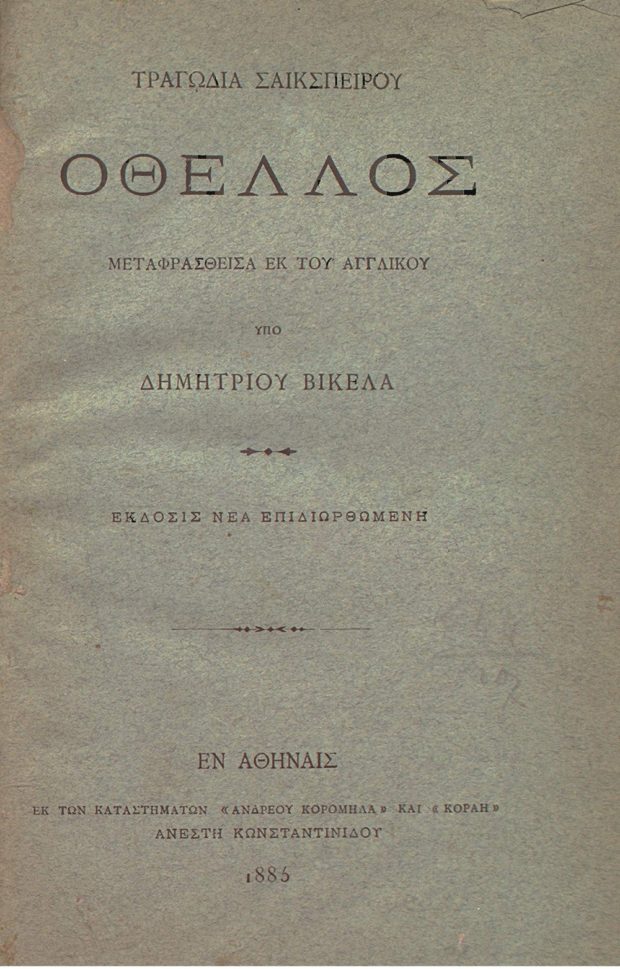 ΤΡΑΓΩΔΙΑ ΣΑΙΚΣΠΕΙΡΟΥ
ΟΘΕΛΛΟΣ
ΜΕΤΑΦΡΑΣΘΕΙΣΑ ΕΚ ΤΟΥ ΑΓΓΛΙΚΟΥ
ΥΠΟ
ΔΗΜΗΤΡΙΟΥ ΒΙΚΕΛΑ
ΕΚΔΟΣΙΣ ΝΕΑ ΕΠΙΔΙΩΡΘΩΜΕΝΗ
ΕΝ ΑΘΗΝΑΙΣ
ΕΚ ΤΩΝ ΚΑΤΑΣΤΗΜΑΤΩΝ «ΑΝΔΡΕΟΥ ΚΟΡΟΜΗΛΑ» ΚΑΙ «ΚΟΡΑΗ»
ΑΝΕΣΤΗ ΚΩΝΣΤΑΝΤΙΝΙΔΟΥ
1885